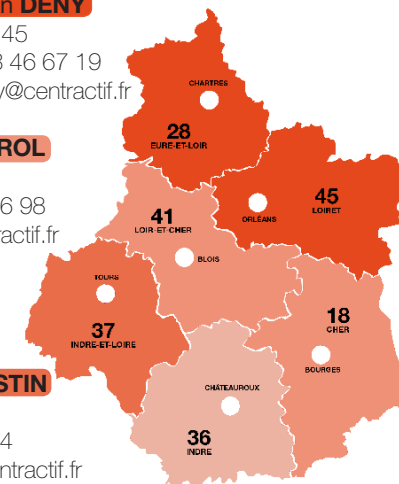 n DENY
45
3 46 67 19
y@centractif.fr
ROL
6 98
ractif.fr
STIN
4
ntractif.fr
CHARTRES
28
EURE-ET-LOIR
45
LOIRET
ORLÉANS
41
LOIR-ET-CHER
BLOIS
TOURS
37
INDRE-ET-LOIRE
18
CHER
BOURGES
CHÂTEAUROUX
36
INDRE